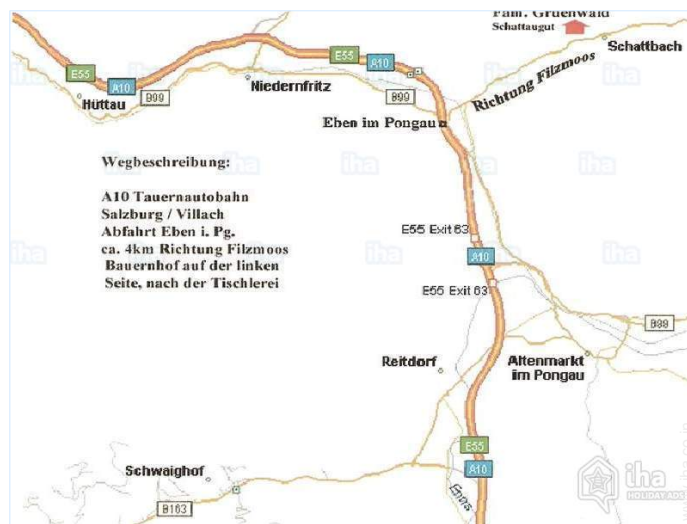 Fam. Gruenwald
Schattaugut
Schattbach
E55
A10
Hüttau
B99
Niedernfritz
E55
A10
B99
Richtung Filzmoos
Eben im Pongau
Wegbeschreibung:
A10 Tauernautobahn
Salzburg / Villach
Abfahrt Eben i. Pg.
ca. 4km Richtung Filzmoos
Bauernhof auf der linken
Seite, nach der Tischlerei
E55 Exit 63
A10
E55 Exit 63
B99
Reitdorf
Altenmarkt
im Pongau
E55
A10
Schwaighof
B163
Enns
iha
HOLIDAY ADS